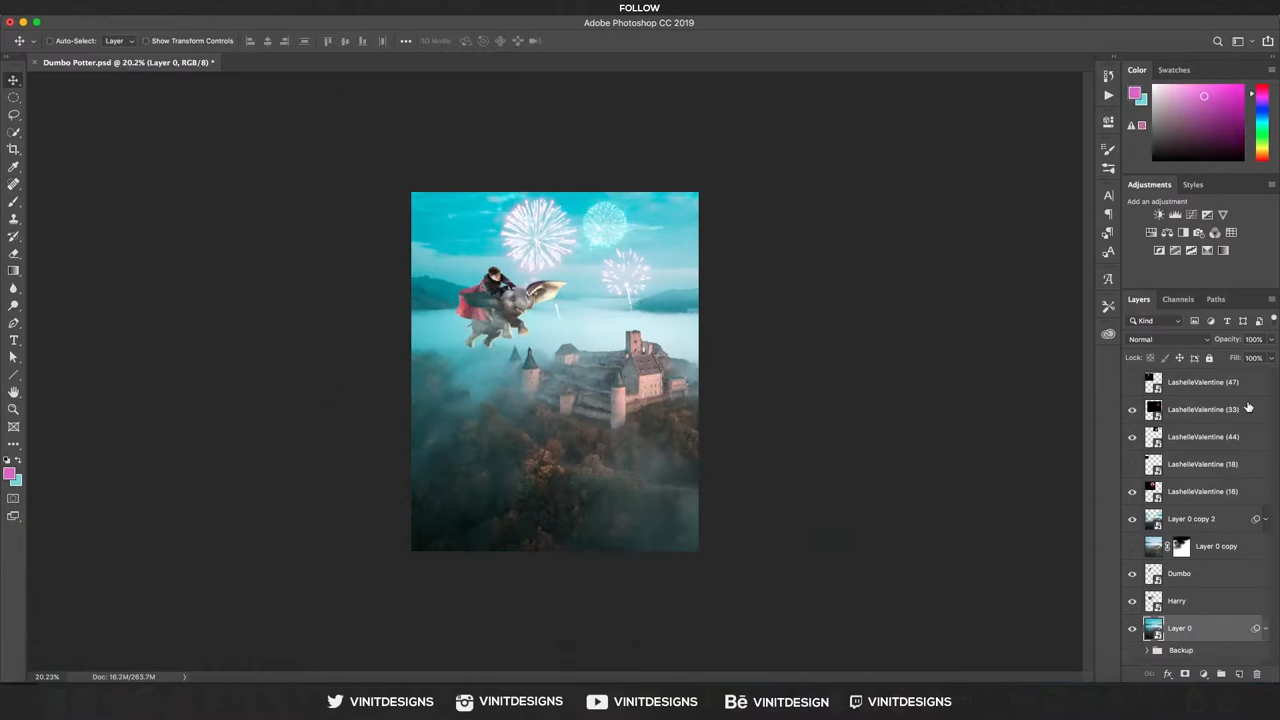 FOLLOW
Adobe Photoshop CC 2019
Auto-Select: Layer Show Transform Controls
Dumbo Potter.psd @ 20.2% (Layer 0, RGB/8) *
Color Swatches
Adjustments Styles
Add an adjustment
Layers Channels Paths
Kind
Normal Opacity: 100%
Lock: Fill: 100%
LashelleValentine (47)
LashelleValentine (33)
LashelleValentine (44)
LashelleValentine (18)
LashelleValentine (16)
Layer 0 copy 2
Layer 0 copy
Dumbo
Harry
Layer 0
Backup
20.23% Doc: 16.2M/263.7M
VINITDESIGNS VINITDESIGNS VINITDESIGNS VINITDESIGN VINITDESIGNS